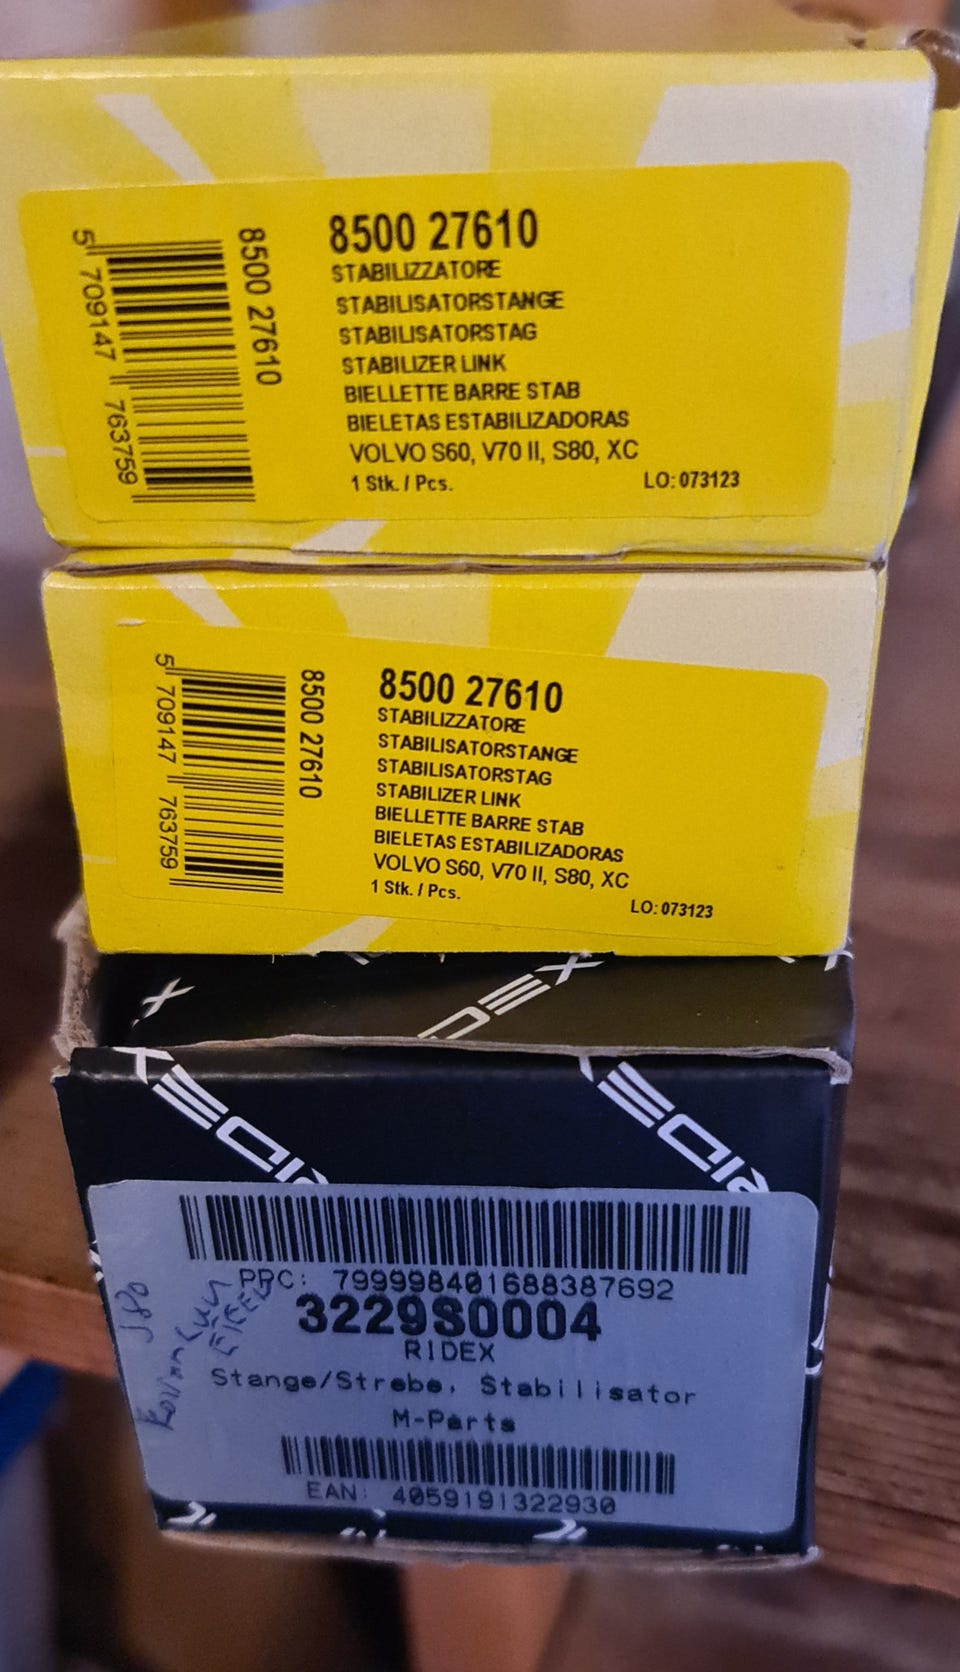 8500 27610
STABILIZZATORE
STABILISATORSTANGE
STABILISATORSTAG
STABILIZER LINK
BIELLETTE BARRE STAB
BIELETAS ESTABILIZADORAS
VOLVO S60, V70 II, S80, XC
1 Stk. / Pcs.
LO: 073123
8500 27610
5 709147 763759
8500 27610
STABILIZZATORE
STABILISATORSTANGE
STABILISATORSTAG
STABILIZER LINK
BIELLETTE BARRE STAB
BIELETAS ESTABILIZADORAS
VOLVO S60, V70 II, S80, XC
1 Stk. / Pcs.
LO: 073123
8500 27610
5 709147 763759
PPC: 7999984016883876​92
3229S0004
RIDEX
Stange/Strebe, Stabilisator
M-Parts
EAN: 4059191322930